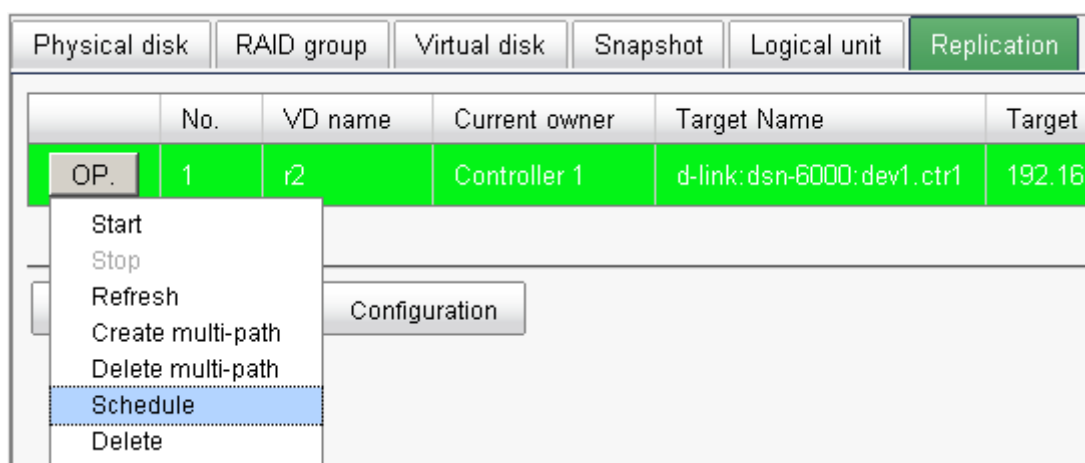 Physical disk RAID group Virtual disk Snapshot Logical unit Replication
No. VD name Current owner Target Name Target
OP. 1 r2 Controller 1 d-link:dsn-6000:dev1.ctr1 192.16
Start
Stop
Refresh
Configuration
Create multi-path
Delete multi-path
Schedule
Delete